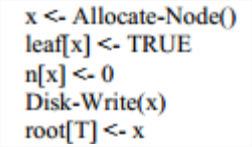 x <- Allocate-Node()
leaf[x] <- TRUE
n[x] <- 0
Disk-Write(x)
root[T] <- x